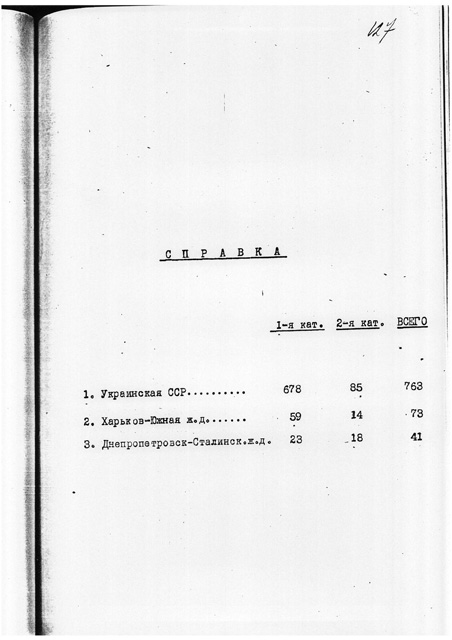 127
С П Р А В К А
1-я кат. 2-я кат. ВСЕГО
1. Украинская ССР.......... 678 85 763
2. Харьков-Южная ж.д....... 59 14 73
3. Днепропетровск-Сталинск.ж.д. 23 18 41